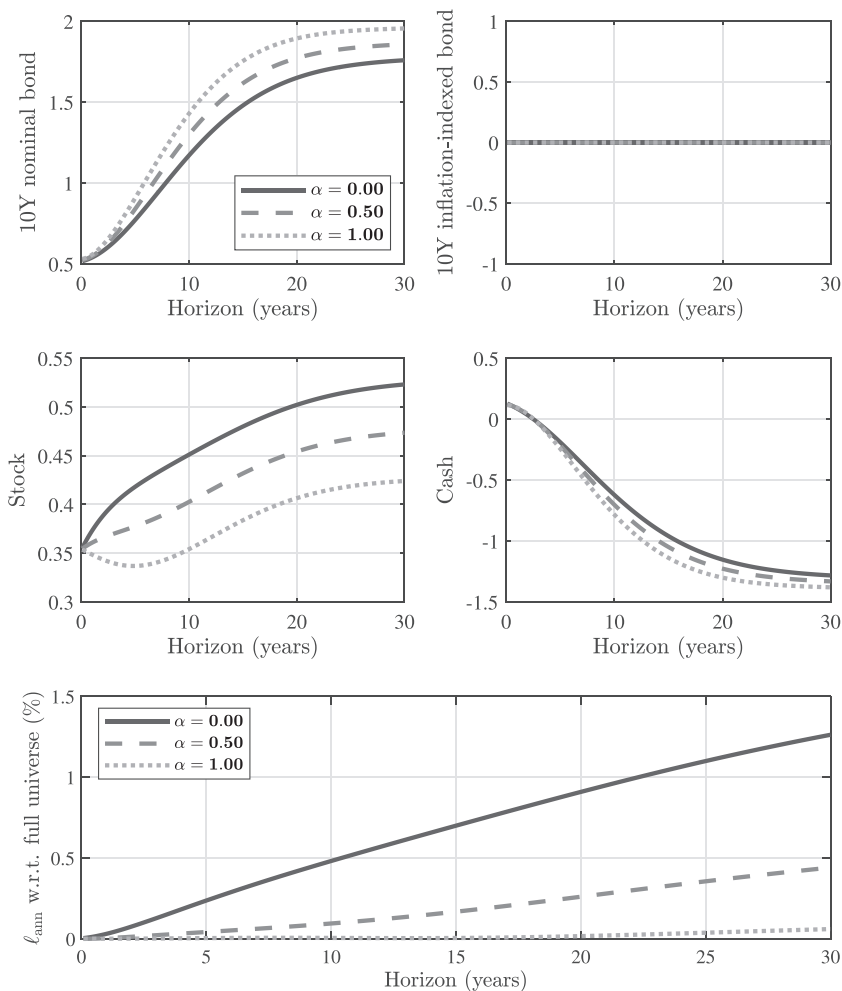 10Y nominal bond
2
1.5
1
0.5
α = 0.00
α = 0.50
α = 1.00
0 10 20 30
Horizon (years)
10Y inflation-indexed bond
1
0.5
0
-0.5
-1
0 10 20 30
Horizon (years)
Stock
0.55
0.5
0.45
0.4
0.35
0.3
0 10 20 30
Horizon (years)
Cash
0.5
0
-0.5
-1
-1.5
0 10 20 30
Horizon (years)
ℓann w.r.t. full universe (%)
1.5
1
0.5
0
α = 0.00
α = 0.50
α = 1.00
0 5 10 15 20 25 30
Horizon (years)